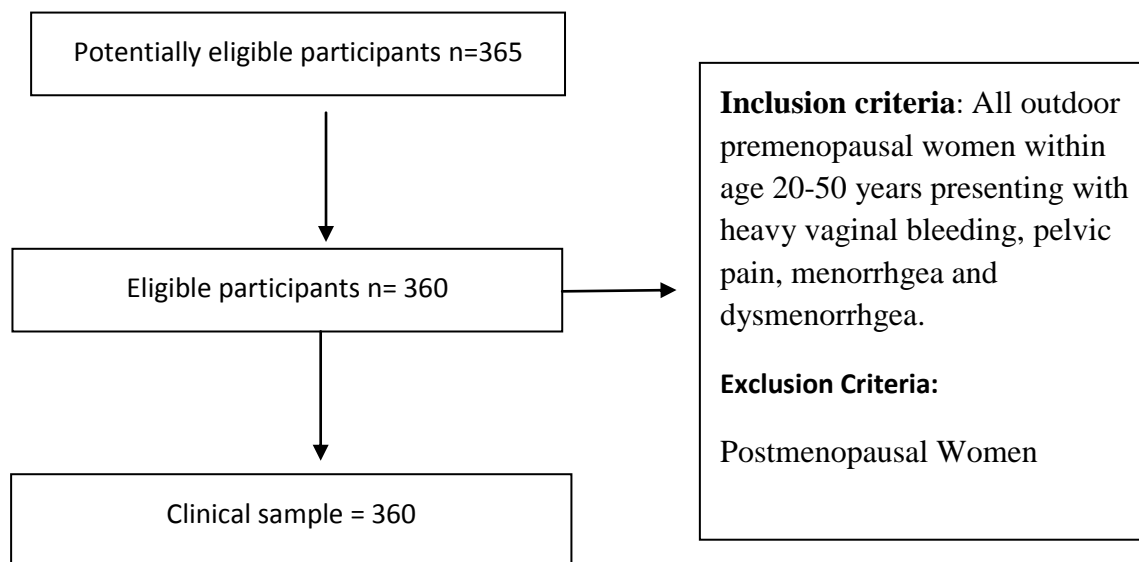 Potentially eligible participants n=365
Eligible participants n= 360
Clinical sample = 360
Inclusion criteria: All outdoor
premenopausal women within
age 20-50 years presenting with
heavy vaginal bleeding, pelvic
pain, menorrhgea and
dysmenorrhgea.
Exclusion Criteria:
Postmenopausal Women